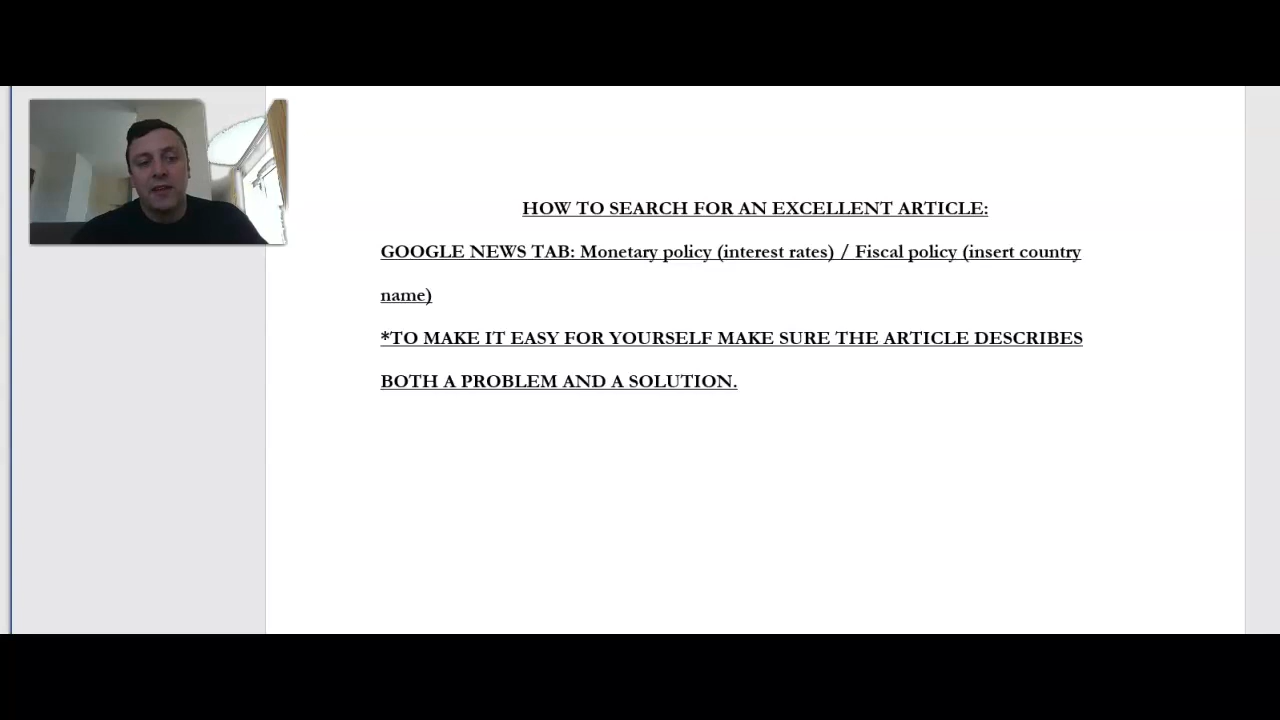 HOW TO SEARCH FOR AN EXCELLENT ARTICLE:
GOOGLE NEWS TAB: Monetary policy (interest rates) / Fiscal policy (insert country
name)
*TO MAKE IT EASY FOR YOURSELF MAKE SURE THE ARTICLE DESCRIBES
BOTH A PROBLEM AND A SOLUTION.